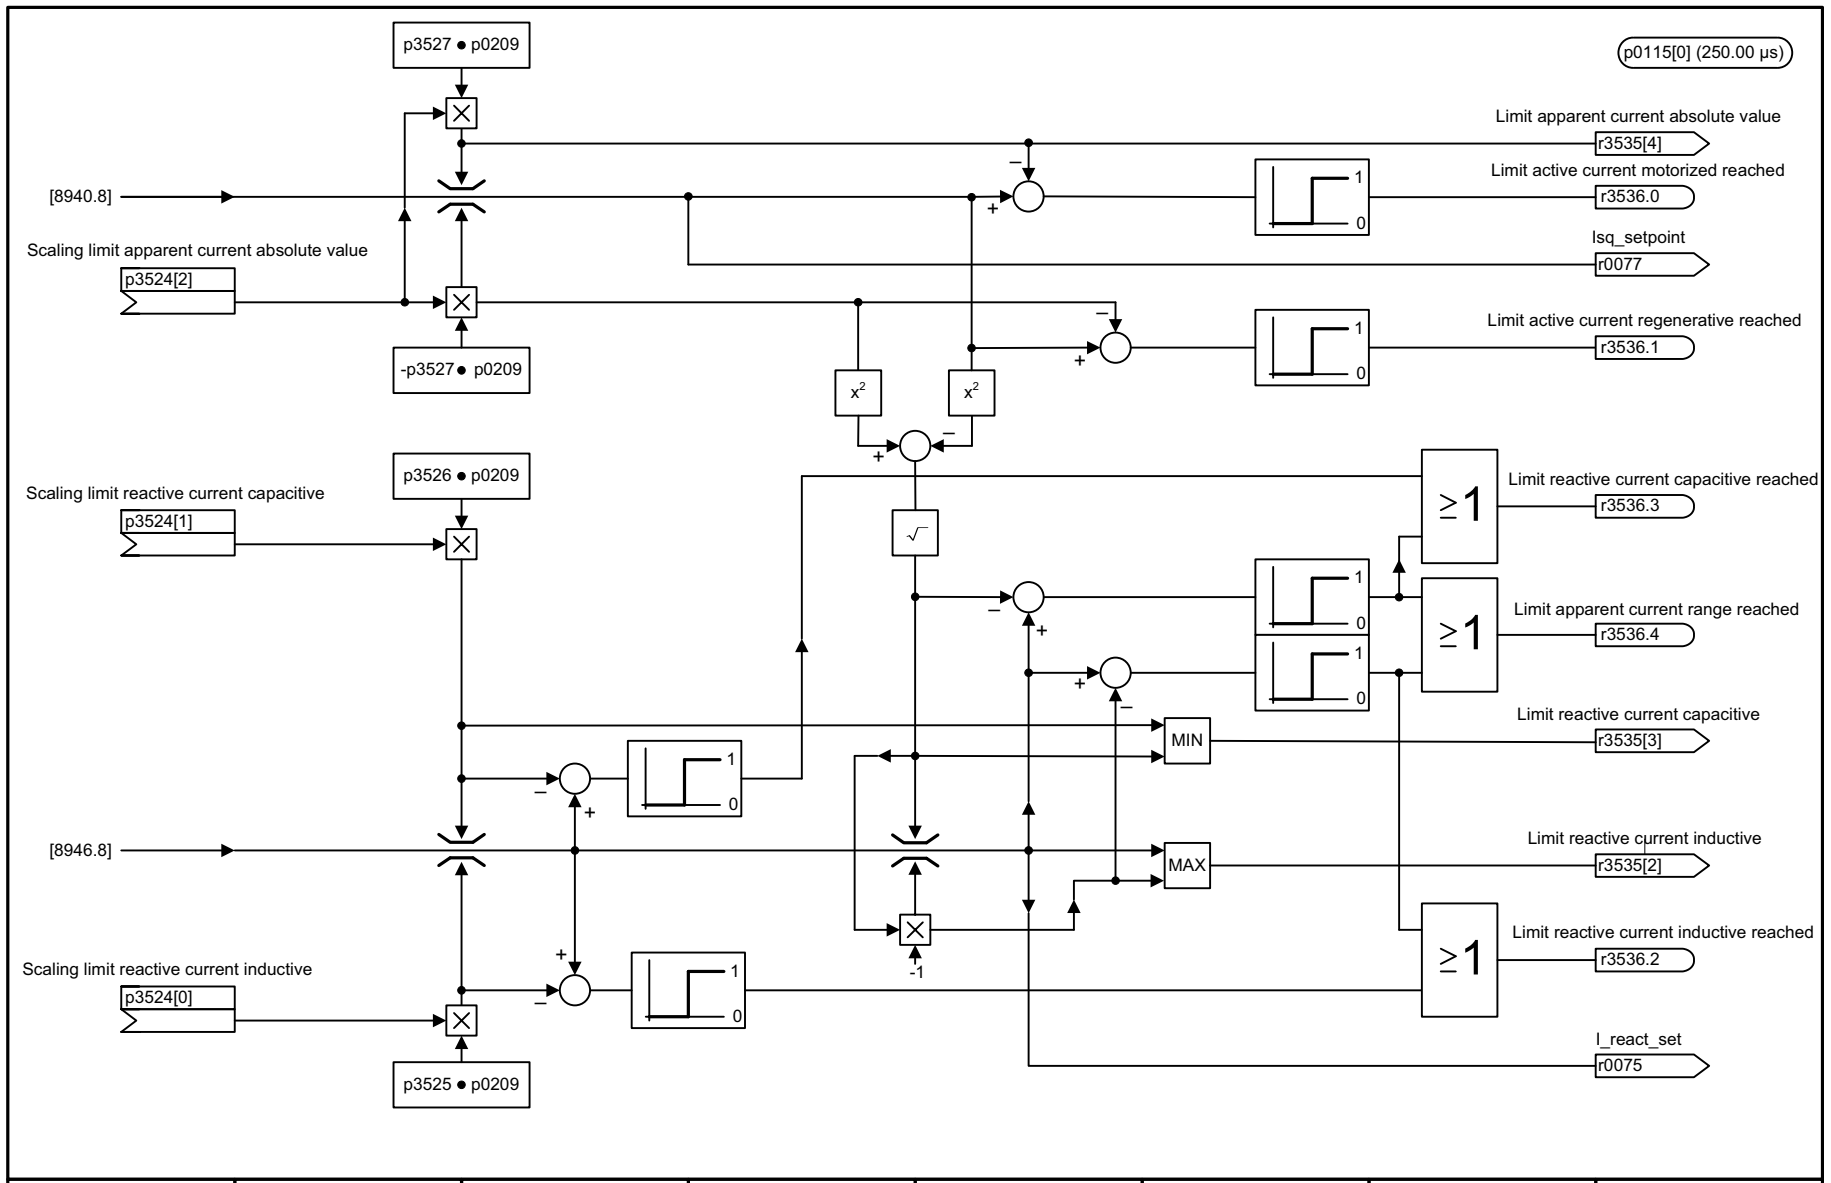 p3527 ● p0209
p0115[0] (250.00 µs)
Limit apparent current absolute value
r3535[4]
–
Limit active current motorized reached
[8940.8]
+
1
0
r3536.0
Isq_setpoint
r0077
Scaling limit apparent current absolute value
p3524[2]
–
Limit active current regenerative reached
+
1
0
r3536.1
-p3527 ● p0209
x²
x²
+
–
p3526 ● p0209
Scaling limit reactive current capacitive
p3524[1]
√
≥1
Limit reactive current capacitive reached
r3536.3
–
+
1
0
≥1
Limit apparent current range reached
r3536.4
+
–
1
0
Limit reactive current capacitive
MIN
r3535[3]
–
+
1
0
[8946.8]
Limit reactive current inductive
MAX
r3535[2]
-1
≥1
Limit reactive current inductive reached
r3536.2
+
–
1
0
Scaling limit reactive current inductive
p3524[0]
I_react_set
r0075
p3525 ● p0209